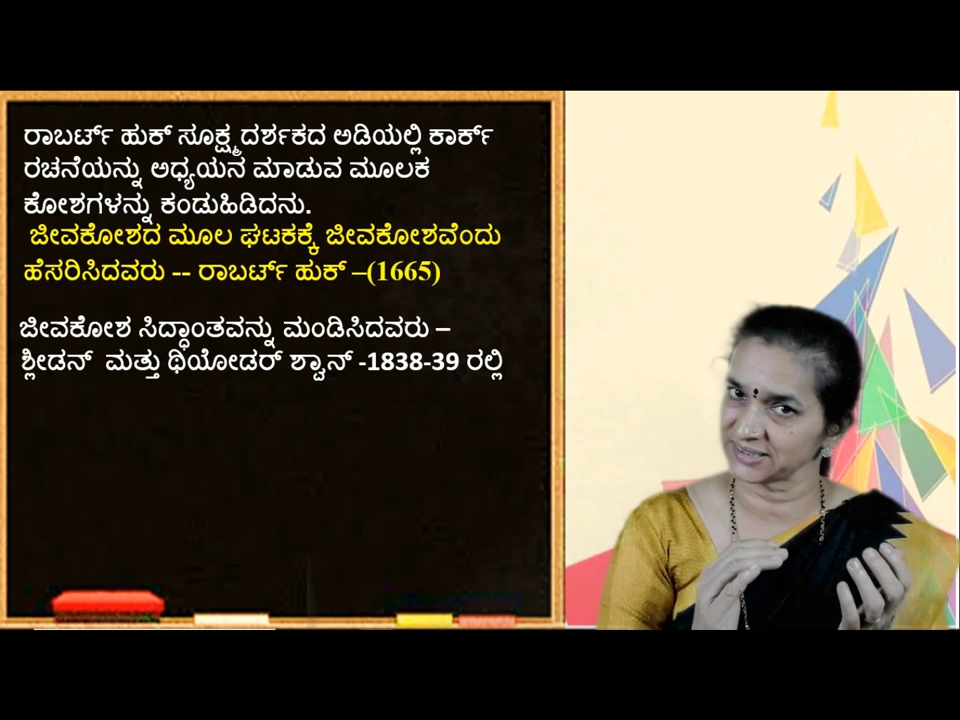 ರಾಬರ್ಟ್ ಹುಕ್ ಸೂಕ್ಷ್ಮದರ್ಶಕದ ಅಡಿಯಲ್ಲಿ ಕಾರ್ಕ್
ರಚನೆಯನ್ನು ಅಧ್ಯಯನ ಮಾಡುವ ಮೂಲಕ
ಕೋಶಗಳನ್ನು ಕಂಡುಹಿಡಿದನು.
ಜೀವಕೋಶದ ಮೂಲ ಘಟಕಕ್ಕೆ ಜೀವಕೋಶವೆಂದು
ಹೆಸರಿಸಿದವರು -- ರಾಬರ್ಟ್ ಹುಕ್ –(1665)
ಜೀವಕೋಶ ಸಿದ್ಧಾಂತವನ್ನು ಮಂಡಿಸಿದವರು –
ಶ್ಲೀಡನ್ ಮತ್ತು ಥಿಯೋಡರ್ ಶ್ವಾನ್ -1838-39 ರಲ್ಲಿ